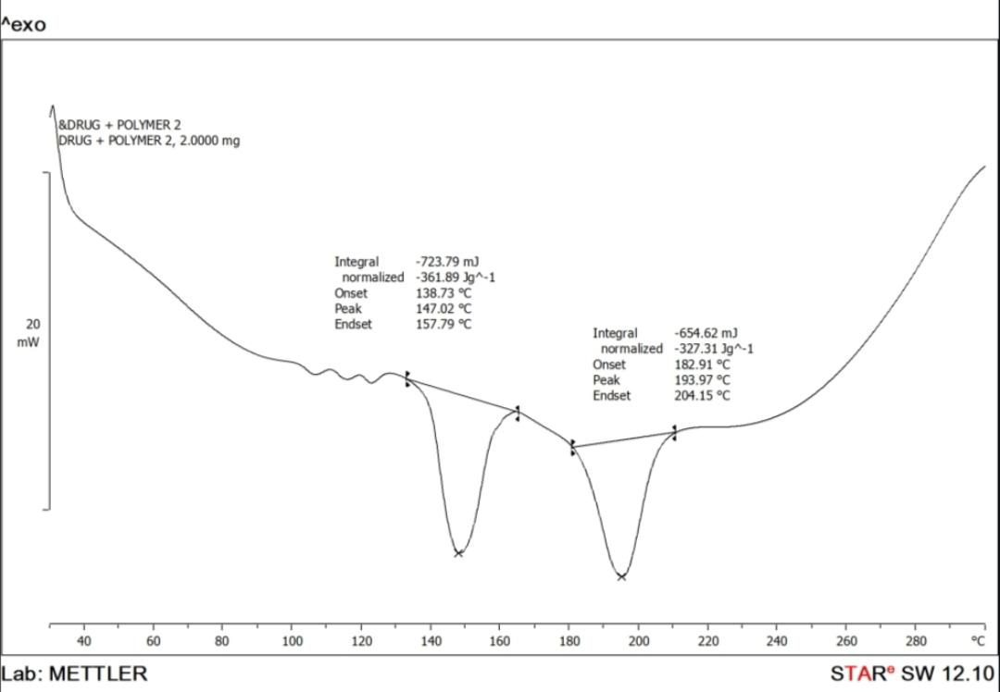 ^exo
&DRUG + POLYMER 2
DRUG + POLYMER 2, 2.0000 mg
Integral -723.79 mJ
normalized -361.89 Jg^-1
Onset 138.73 °C
Peak 147.02 °C
Endset 157.79 °C
Integral -654.62 mJ
normalized -327.31 Jg^-1
Onset 182.91 °C
Peak 193.97 °C
Endset 204.15 °C
20
mW
40 60 80 100 120 140 160 180 200 220 240 260 280 °C
Lab: METTLER STARe SW 12.10